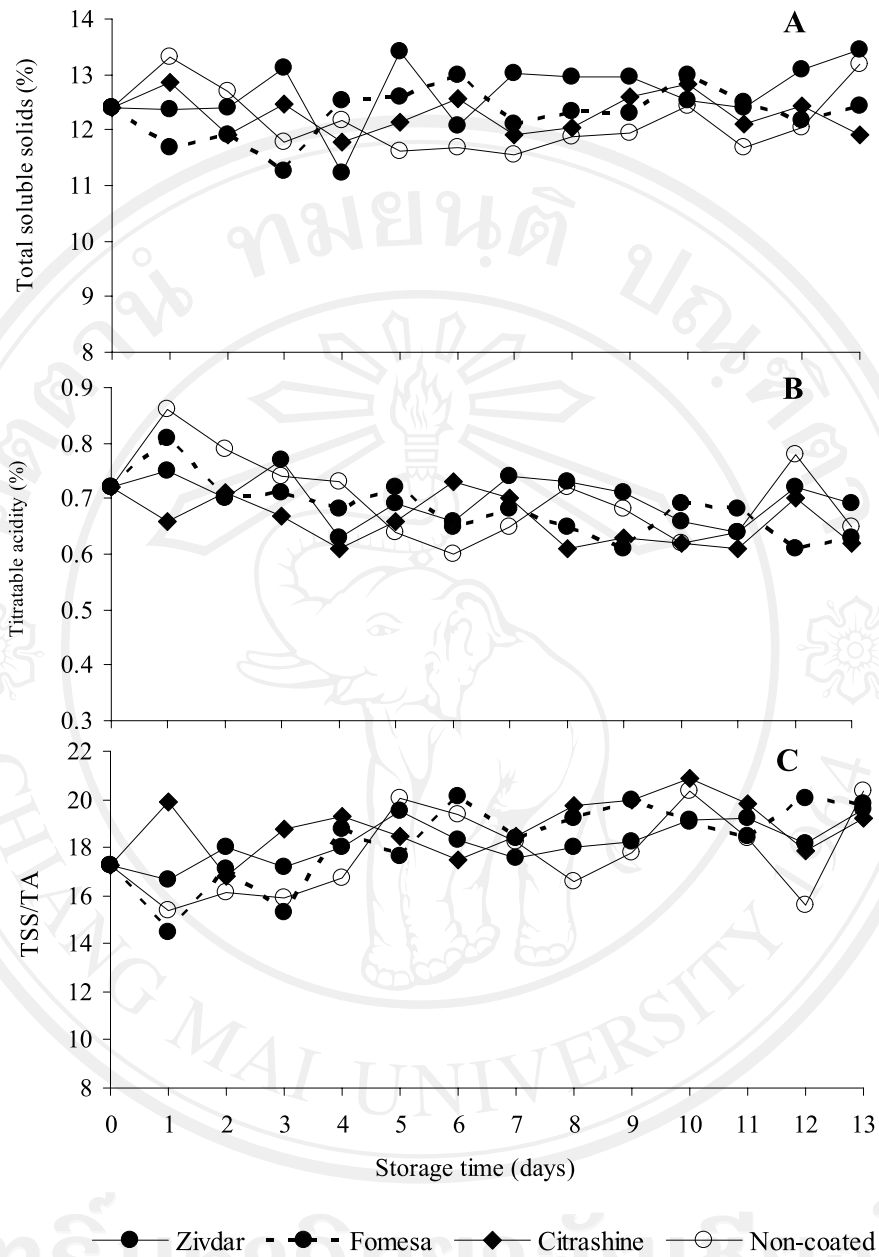 A
Total soluble solids (%)
14
13
12
11
10
9
8
B
Titratable acidity (%)
0.9
0.8
0.7
0.6
0.5
0.4
0.3
C
TSS/TA
22
20
18
16
14
12
10
8
0 1 2 3 4 5 6 7 8 9 10 11 12 13
Storage time (days)
Zivdar Fomesa Citrashine Non-coated
CHIANG MAI UNIVERSITY